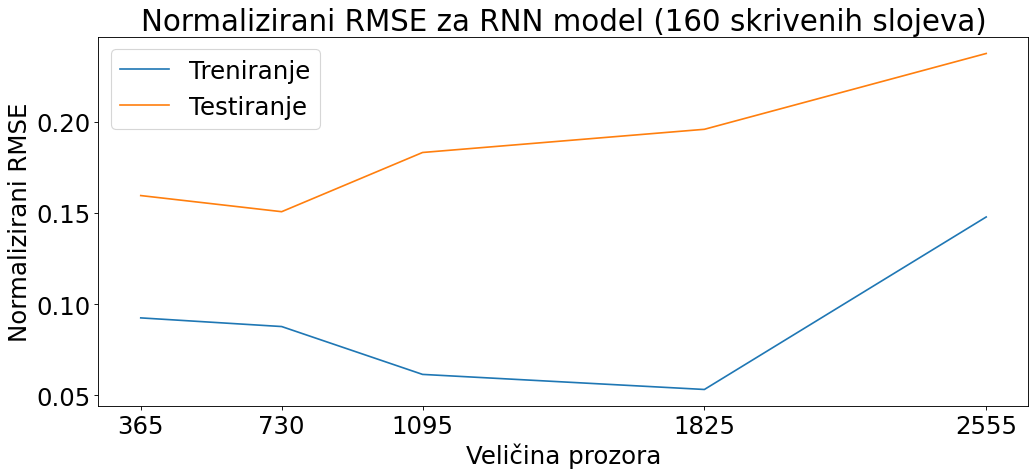 Normalizirani RMSE za RNN model (160 skrivenih slojeva)
Treniranje
Testiranje
Normalizirani RMSE
0.20
0.15
0.10
0.05
365 730 1095 1825 2555
Veličina prozora